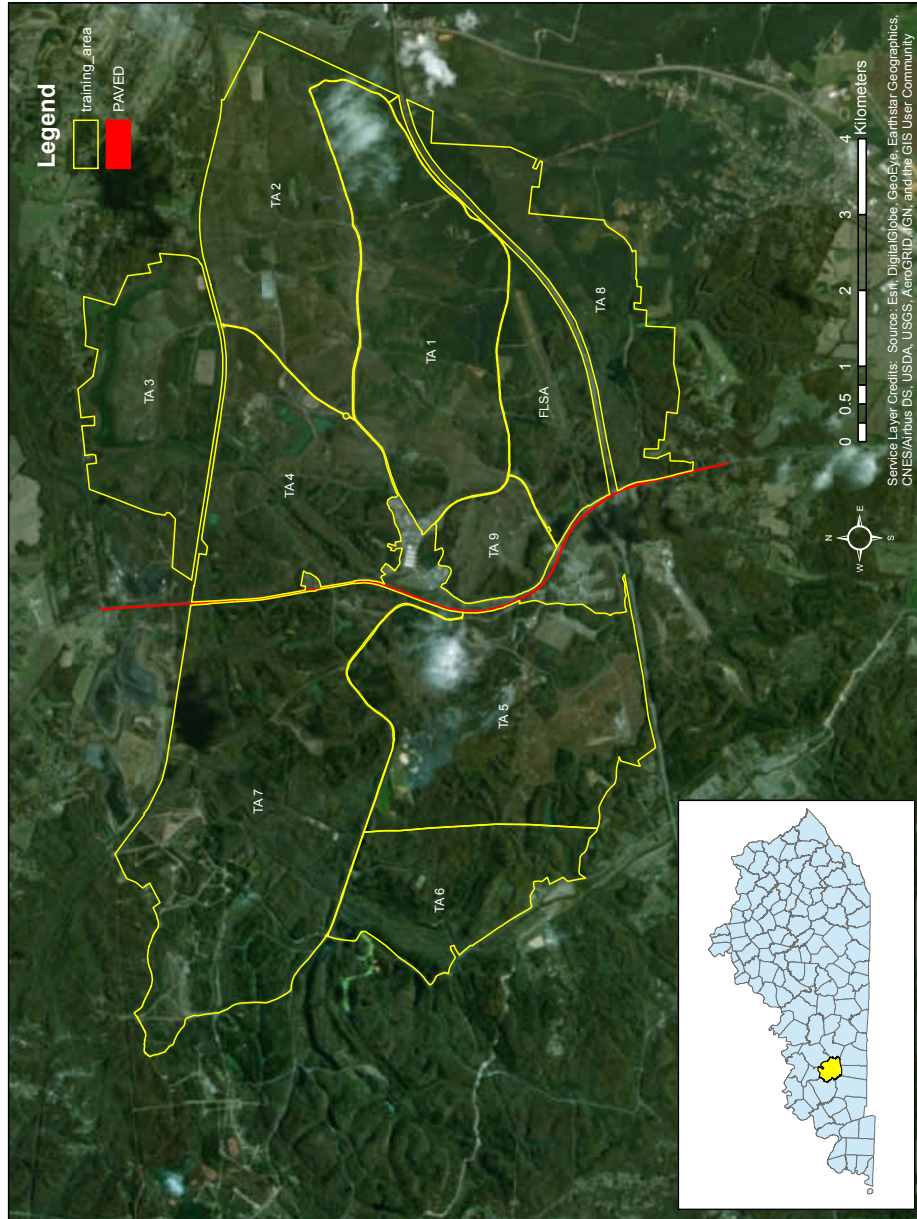 Legend
training_area
PAVED
TA 3
TA 2
TA 4
TA 7
TA 1
TA 9
FLSA
TA 8
TA 5
TA 6
N
W
E
S
0
0.5
1
2
3
4
Kilometers
Service Layer Credits: Source: Esri, DigitalGlobe, GeoEye, Earthstar Geographics,
CNES/Airbus DS, USDA, USGS, AeroGRID, IGN, and the GIS User Community